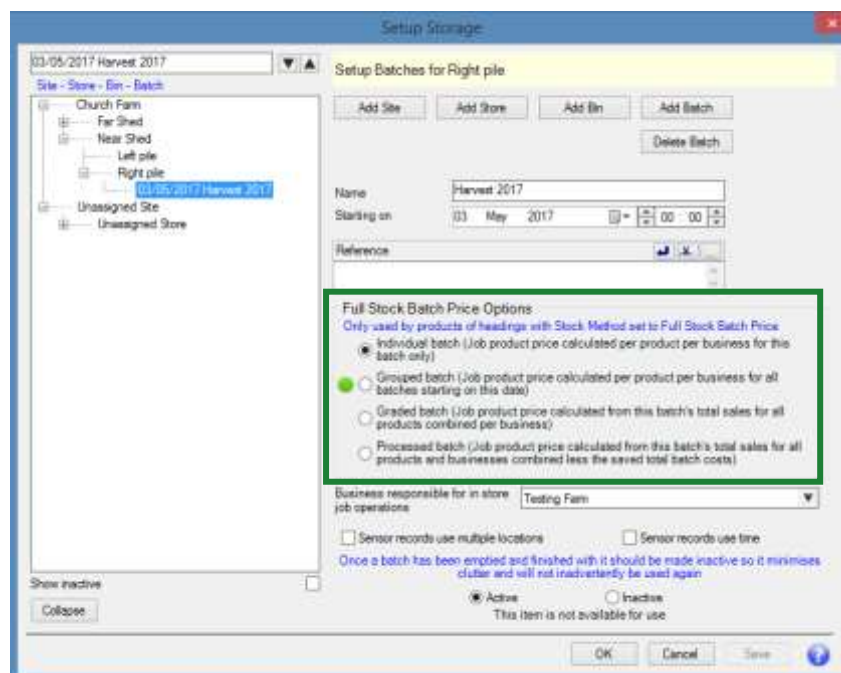 Setup Storage
03/05/2017 Harvest 2017
Site - Store - Bin - Batch
Church Farm
Far Shed
Near Shed
Left pile
Right pile
03/05/2017 Harvest 2017
Unassigned Site
Unassigned Store
Show inactive
Collapse
Setup Batches for Right pile
Add Site Add Store Add Bin Add Batch
Delete Batch
Name Harvest 2017
Starting on 03 May 2017 00 : 00
Reference
Full Stock Batch Price Options
Only used by products of headings with Stock Method set to Full Stock Batch Price
Individual batch (Job product price calculated per product per business for this
batch only)
Grouped batch (Job product price calculated per product per business for all
batches starting on this date)
Graded batch (Job product price calculated from this batch's total sales for all
products combined per business)
Processed batch (Job product price calculated from this batch's total sales for all
products and businesses combined less the saved total batch costs)
Business responsible for in store
job operations
Testing Farm
Sensor records use multiple locations Sensor records use time
Once a batch has been emptied and finished with it should be made inactive so it minimises
clutter and will not inadvertently be used again
Active Inactive
This item is not available for use
OK Cancel Save